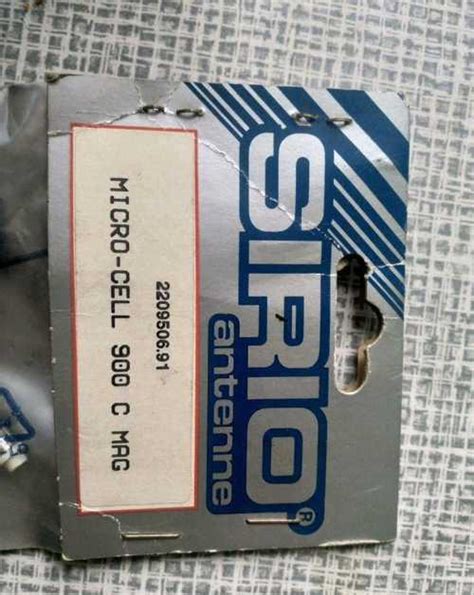 SIRIO®
antenne
2209506.91
MICRO-CELL 900 C MAG